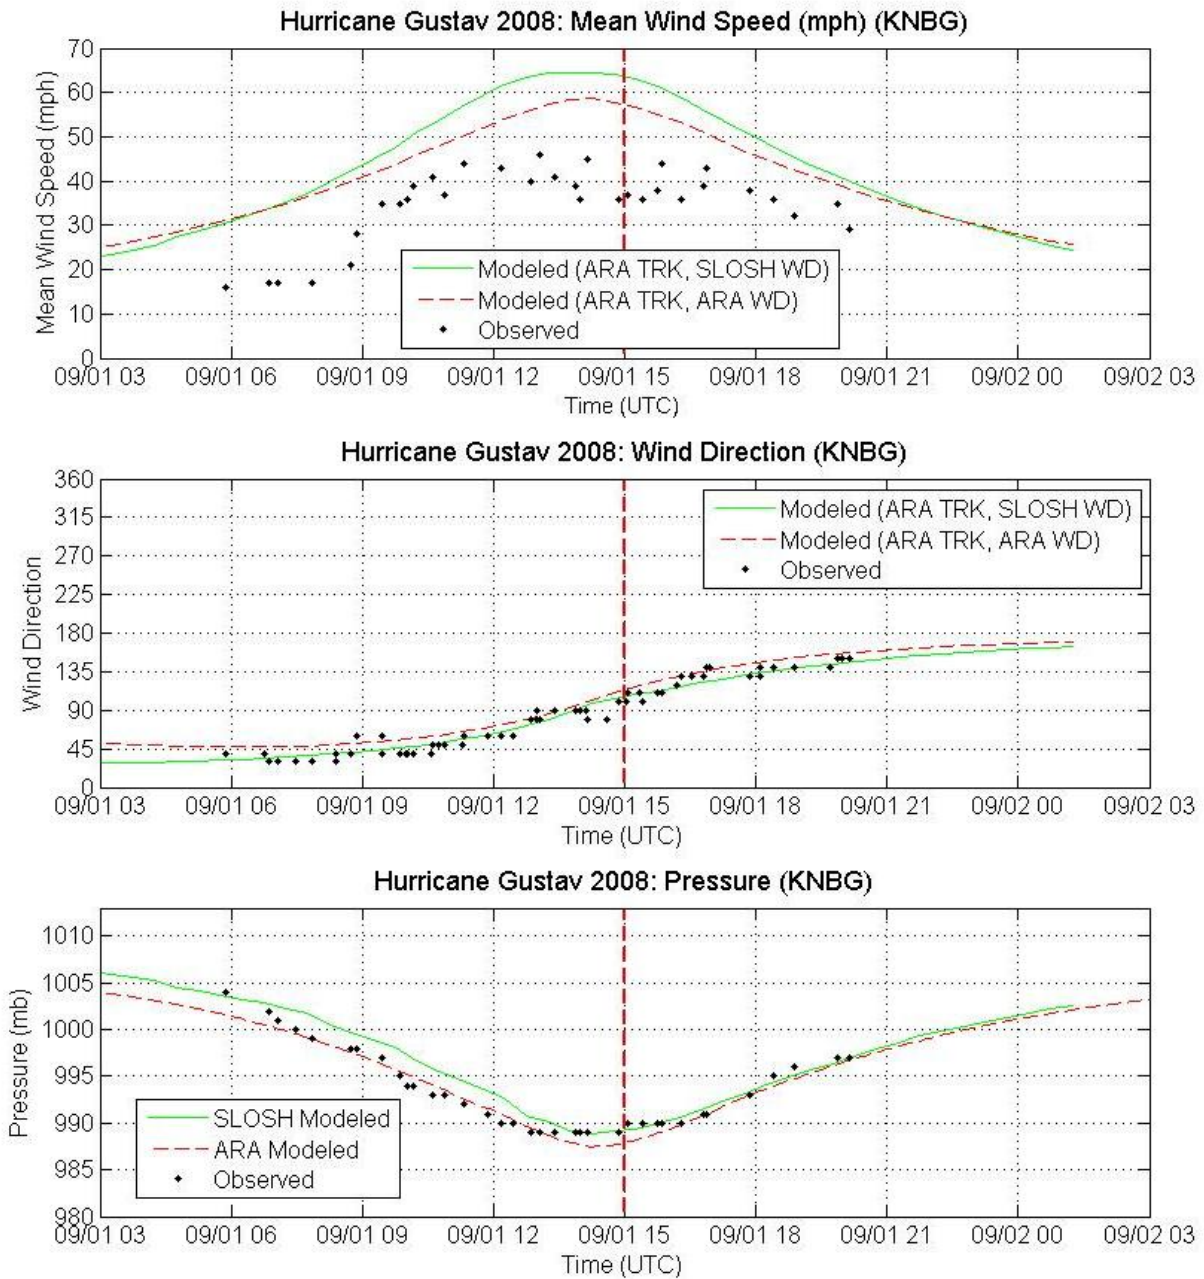 Hurricane Gustav 2008: Mean Wind Speed (mph) (KNBG)
70
60
50
40
30
20
10
0
Mean Wind Speed (mph)
Modeled (ARA TRK, SLOSH WD)
Modeled (ARA TRK, ARA WD)
Observed
09/01 03 09/01 06 09/01 09 09/01 12 09/01 15 09/01 18 09/01 21 09/02 00 09/02 03
Time (UTC)
Hurricane Gustav 2008: Wind Direction (KNBG)
360
315
270
225
180
135
90
45
0
Wind Direction
Modeled (ARA TRK, SLOSH WD)
Modeled (ARA TRK, ARA WD)
Observed
09/01 03 09/01 06 09/01 09 09/01 12 09/01 15 09/01 18 09/01 21 09/02 00 09/02 03
Time (UTC)
Hurricane Gustav 2008: Pressure (KNBG)
1010
1005
1000
995
990
985
980
Pressure (mb)
SLOSH Modeled
ARA Modeled
Observed
09/01 03 09/01 06 09/01 09 09/01 12 09/01 15 09/01 18 09/01 21 09/02 00 09/02 03
Time (UTC)